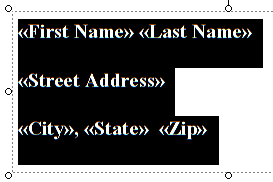 «First Name» «Last Name»
«Street Address»
«City», «State»  «Zip»